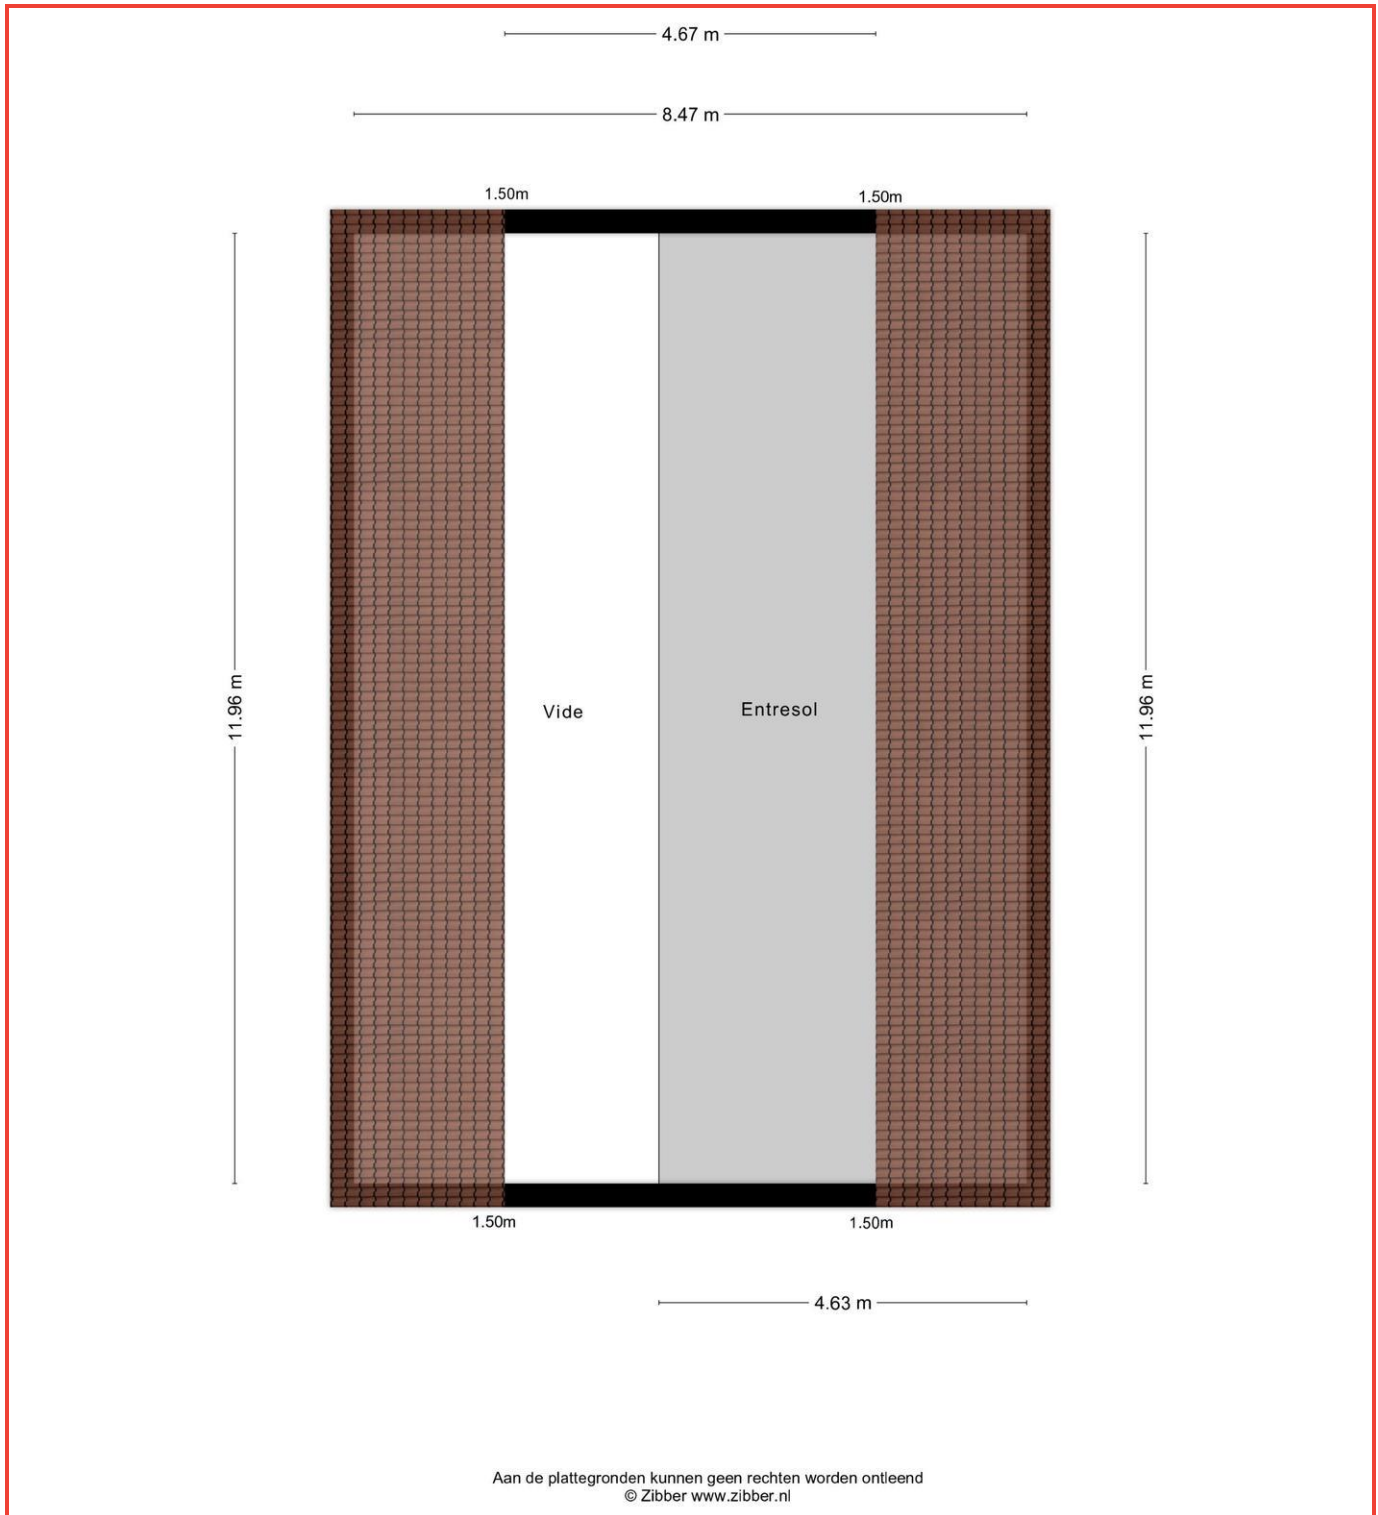 4.67 m
8.47 m
1.50m
1.50m
11.96 m
11.96 m
Vide
Entresol
1.50m
1.50m
4.63 m
Aan de plattegronden kunnen geen rechten worden ontleend
© Zibber www.zibber.nl